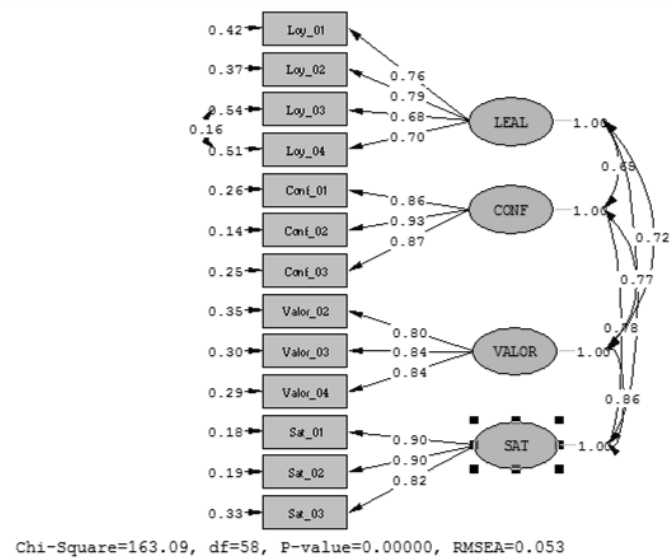 0.42 Loy_01
0.76
0.37 Loy_02
0.79
0.54 Loy_03 0.68 LEAL 1.00
0.16
0.70
0.51 Loy_04
0.69
0.26 Conf_01 0.86
CONF 1.00
0.14 Conf_02 0.93
0.72
0.87
0.25 Conf_03 0.77
0.35 Valor_02
0.80 0.78
0.30 Valor_03 0.84 VALOR 1.00
0.84
0.29 Valor_04
0.86
0.18 Sat_01 0.90
SAT 1.00
0.19 Sat_02 0.90
0.82
0.33 Sat_03
Chi-Square=163.09, df=58, P-value=0.00000, RMSEA=0.053